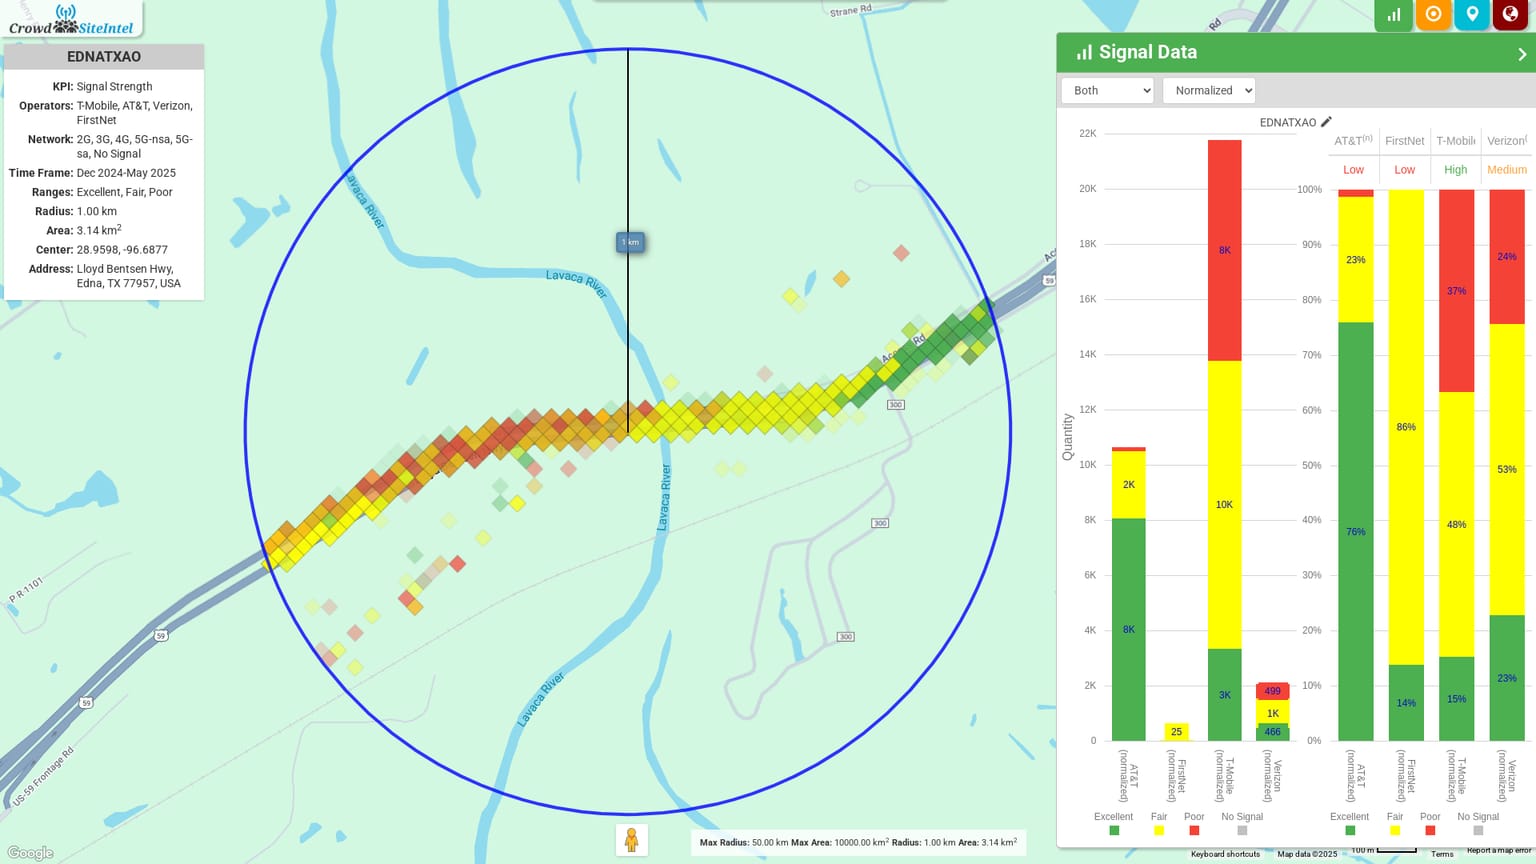 CrowdSiteIntel
EDNATXAO
KPI: Signal Strength
Operators: T-Mobile, AT&T, Verizon,
FirstNet
Network: 2G, 3G, 4G, 5G-nsa, 5G-
sa, No Signal
Time Frame: Dec 2024-May 2025
Ranges: Excellent, Fair, Poor
Radius: 1.00 km
Area: 3.14 km²
Center: 28.9598, -96.6877
Address: Lloyd Bentsen Hwy,
Edna, TX 77957, USA
Strane Rd
Rd
Lavaca River
1 km
Lavaca River
59
Rd
300
Lavaca River
300
P.R.1101
59
300
Lavaca River
59
US-59 Frontage Rd
Google
Max Radius: 50.00 km Max Area: 10000.00 km² Radius: 1.00 km Area: 3.14 km²
Signal Data
Both
Normalized
EDNATXAO
AT&T(n) FirstNet T-Mobile Verizon(
Low Low High Medium
Quantity
22K
20K
18K
16K
14K
12K
10K
8K
6K
4K
2K
0
2K
8K
25
8K
10K
3K
499
1K
466
AT&T (normalized)
FirstNet (normalized)
T-Mobile (normalized)
Verizon (normalized)
Excellent Fair Poor No Signal
100%
90%
80%
70%
60%
50%
40%
30%
20%
10%
0%
23%
76%
86%
14%
37%
48%
15%
24%
53%
23%
AT&T (normalized)
FirstNet (normalized)
T-Mobile (normalized)
Verizon (normalized)
Excellent Fair Poor No Signal
Keyboard shortcuts Map data ©2025 100 m Terms Report a map error